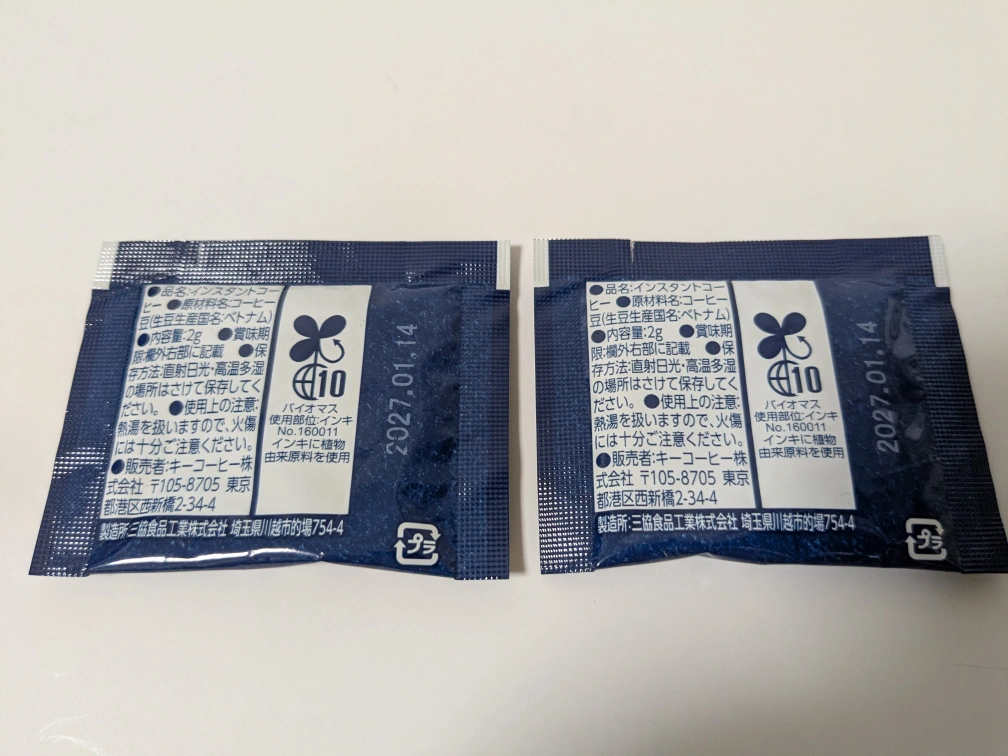 ●品名:インスタントコー
ヒー ●原材料名:コーヒー
豆(生豆生産国名:ベトナム)
●内容量:2g ●賞味期
限:欄外右部に記載 ●保
存方法:直射日光・高温多湿
の場所はさけて保存してく
ださい。 ●使用上の注意:
熱湯を扱いますので、火傷
には十分ご注意ください。
●販売者:キーコーヒー株
式会社 〒105-8705 東京
都港区西新橋2-34-4
10
バイオマス
使用部位:インキ
No.160011
インキに植物
由来原料を使用
2027.01.14
製造所:三協食品工業株式会社 埼玉県川越市的場754-4
プラ
●品名:インスタントコー
ヒー ●原材料名:コーヒー
豆(生豆生産国名:ベトナム)
●内容量:2g ●賞味期
限:欄外右部に記載 ●保
存方法:直射日光・高温多湿
の場所はさけて保存してく
ださい。 ●使用上の注意:
熱湯を扱いますので、火傷
には十分ご注意ください。
●販売者:キーコーヒー株
式会社 〒105-8705 東京
都港区西新橋2-34-4
10
バイオマス
使用部位:インキ
No.160011
インキに植物
由来原料を使用
2027.01.14
製造所:三協食品工業株式会社 埼玉県川越市的場754-4
プラ